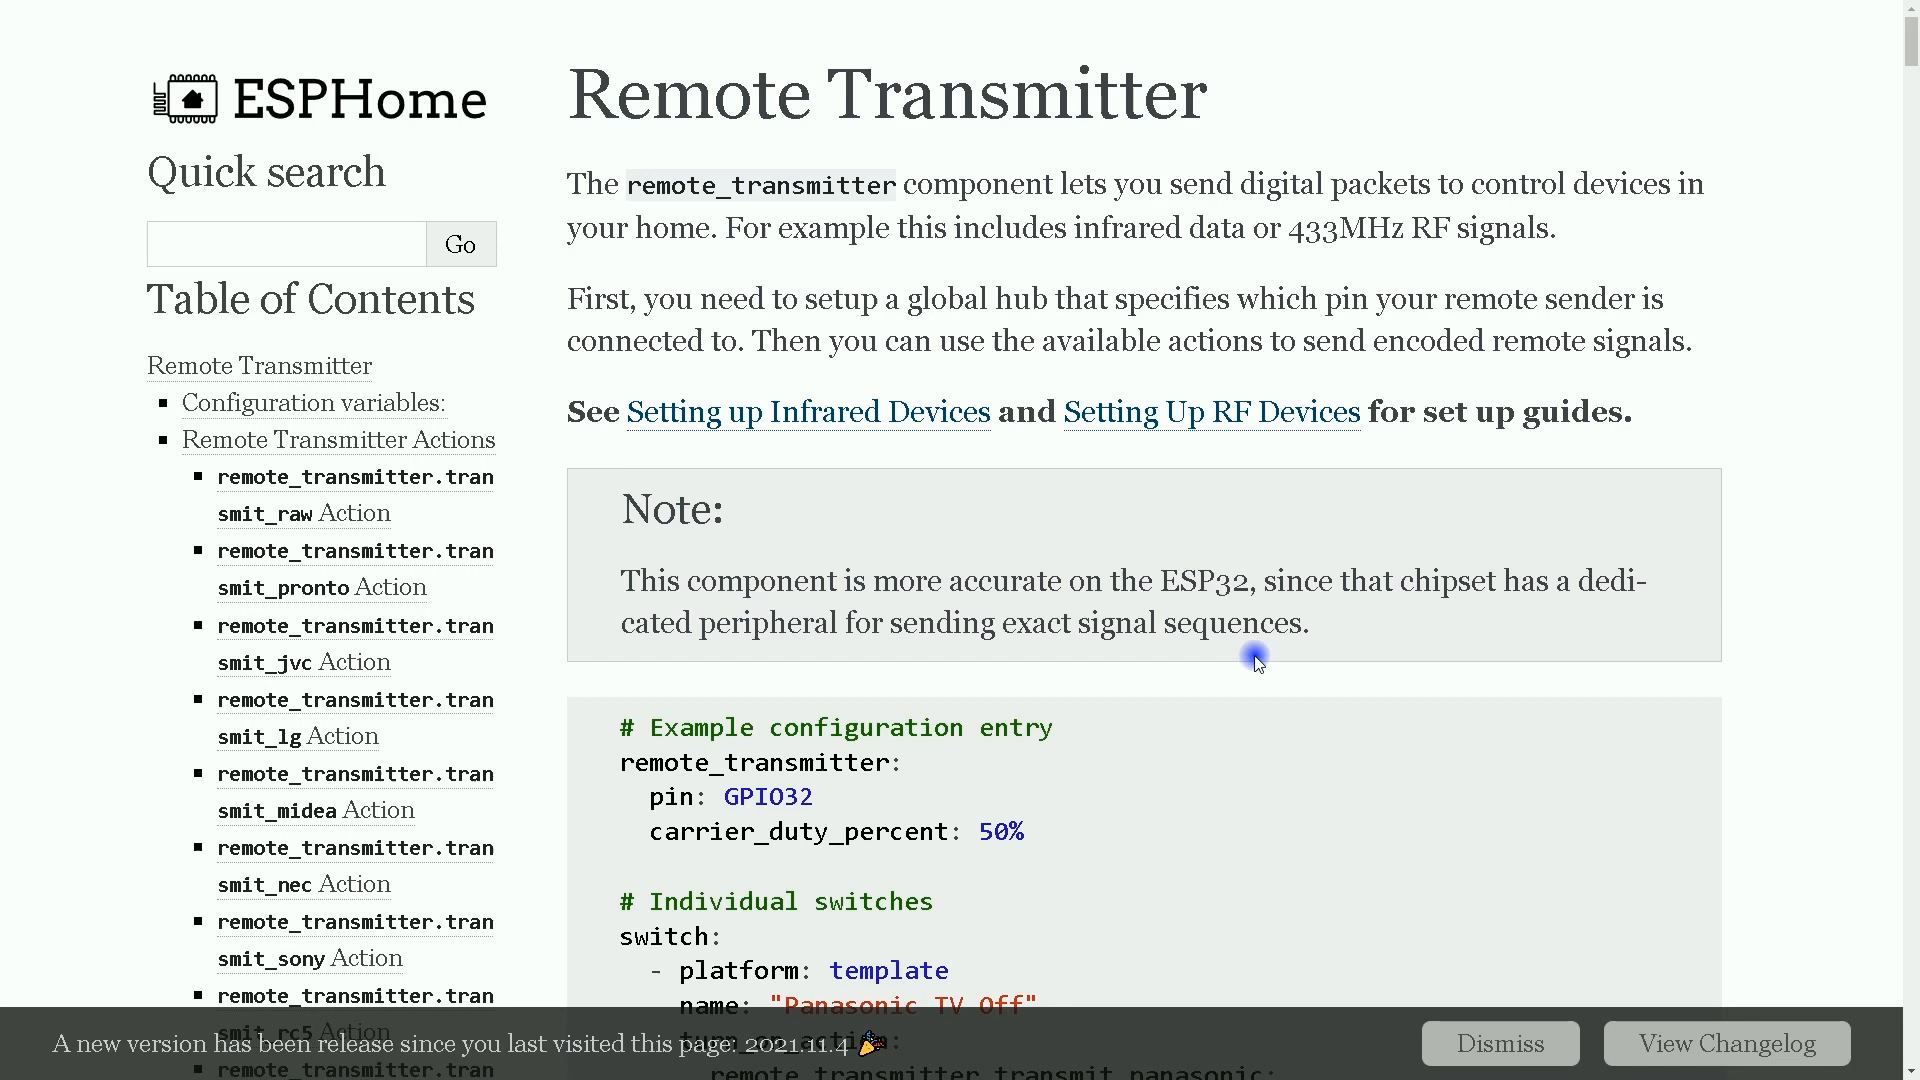 ESPHome
Quick search
Go
Table of Contents
Remote Transmitter
Configuration variables:
Remote Transmitter Actions
remote_transmitter.tran
smit_raw Action
remote_transmitter.tran
smit_pronto Action
remote_transmitter.tran
smit_jvc Action
remote_transmitter.tran
smit_lg Action
remote_transmitter.tran
smit_midea Action
remote_transmitter.tran
smit_nec Action
remote_transmitter.tran
smit_sony Action
remote_transmitter.tran
smit_rc5 Action
remote_transmitter.tran
Remote Transmitter
The remote_transmitter component lets you send digital packets to control devices in
your home. For example this includes infrared data or 433MHz RF signals.
First, you need to setup a global hub that specifies which pin your remote sender is
connected to. Then you can use the available actions to send encoded remote signals.
See Setting up Infrared Devices and Setting Up RF Devices for set up guides.
Note:
This component is more accurate on the ESP32, since that chipset has a dedi-
cated peripheral for sending exact signal sequences.
# Example configuration entry
remote_transmitter:
pin: GPIO32
carrier_duty_percent: 50%
# Individual switches
switch:
- platform: template
name: "Panasonic TV Off"
turn_on_action:
remote_transmitter.transmit_panasonic:
A new version has been release since you last visited this page: 2021.11.4 🎉
Dismiss
View Changelog